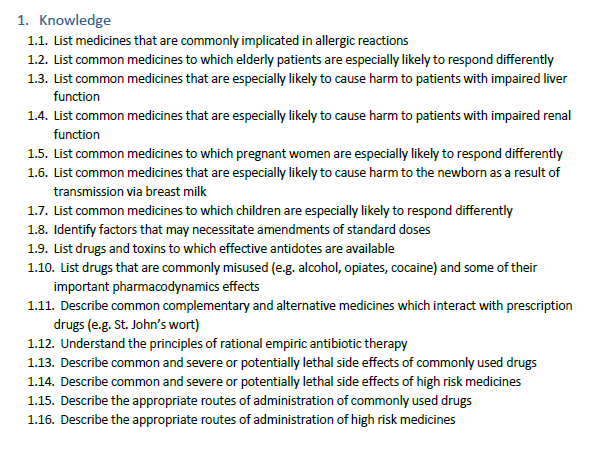 1. Knowledge
1.1. List medicines that are commonly implicated in allergic reactions
1.2. List common medicines to which elderly patients are especially likely to respond differently
1.3. List common medicines that are especially likely to cause harm to patients with impaired liver
function
1.4. List common medicines that are especially likely to cause harm to patients with impaired renal
function
1.5. List common medicines to which pregnant women are especially likely to respond differently
1.6. List common medicines that are especially likely to cause harm to the newborn as a result of
transmission via breast milk
1.7. List common medicines to which children are especially likely to respond differently
1.8. Identify factors that may necessitate amendments of standard doses
1.9. List drugs and toxins to which effective antidotes are available
1.10. List drugs that are commonly misused (e.g. alcohol, opiates, cocaine) and some of their
important pharmacodynamics effects
1.11. Describe common complementary and alternative medicines which interact with prescription
drugs (e.g. St. John's wort)
1.12. Understand the principles of rational empiric antibiotic therapy
1.13. Describe common and severe or potentially lethal side effects of commonly used drugs
1.14. Describe common and severe or potentially lethal side effects of high risk medicines
1.15. Describe the appropriate routes of administration of commonly used drugs
1.16. Describe the appropriate routes of administration of high risk medicines